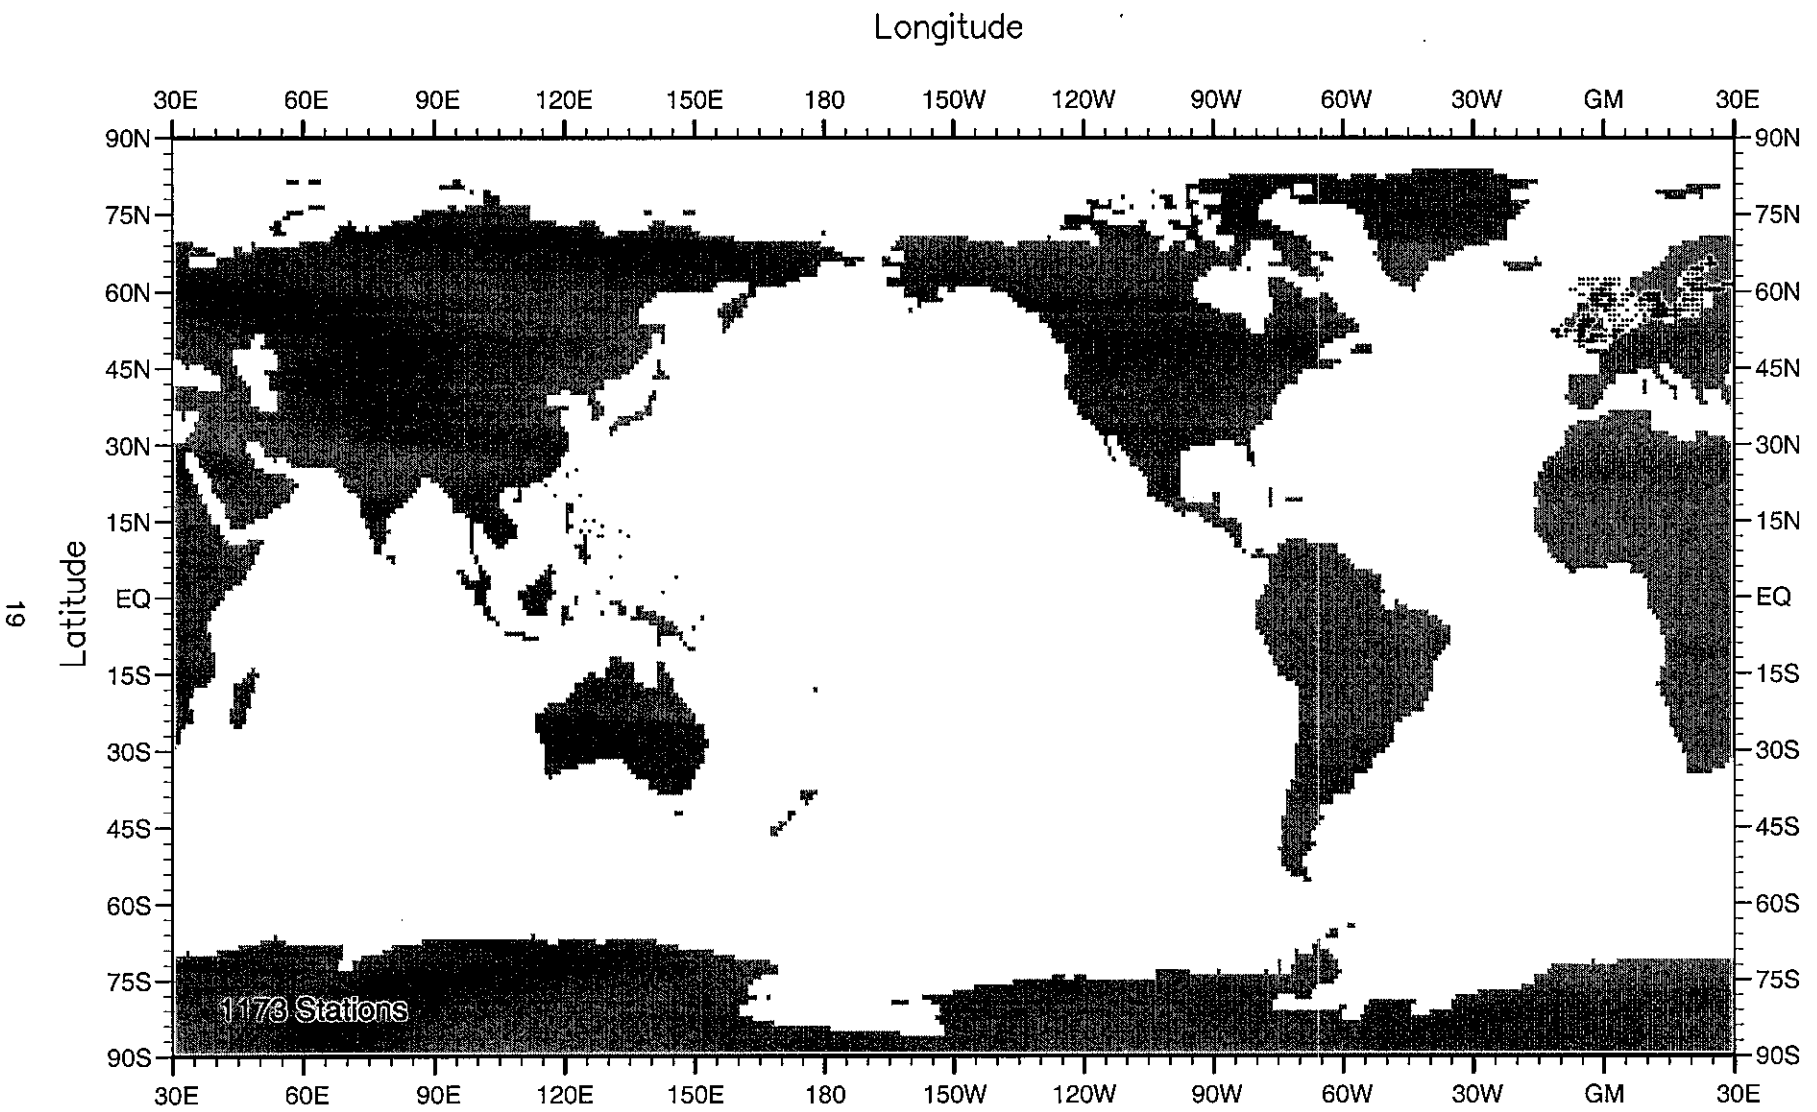 Longitude
30E 60E 90E 120E 150E 180 150W 120W 90W 60W 30W GM 30E
90N 90N
75N 75N
60N 60N
45N 45N
30N 30N
15N 15N
EQ EQ
Latitude
19
15S 15S
30S 30S
45S 45S
60S 60S
75S 75S
1173 Stations
90S 90S
30E 60E 90E 120E 150E 180 150W 120W 90W 60W 30W GM 30E